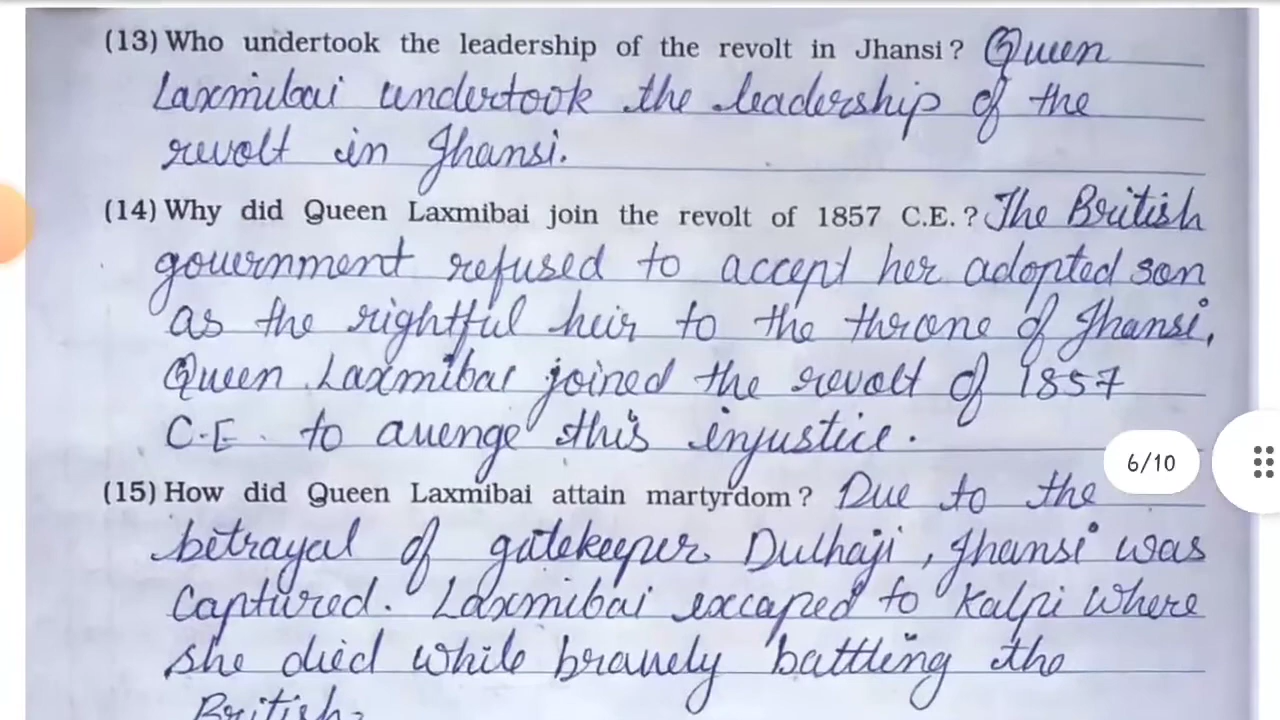 (13) Who undertook the leadership of the revolt in Jhansi? Queen
Laxmibai undertook the leadership of the
revolt in Jhansi.
(14) Why did Queen Laxmibai join the revolt of 1857 C.E.? The British
government refused to accept her adopted son
as the rightful heir to the throne of Jhansi.
Queen Laxmibai joined the revolt of 1857
C.E. to avenge this injustice.
6/10
(15) How did Queen Laxmibai attain martyrdom? Due to the
betrayal of gatekeeper Dulhaji, Jhansi was
captured. Laxmibai excaped to Kalpi where
she died while bravely battling the
British.